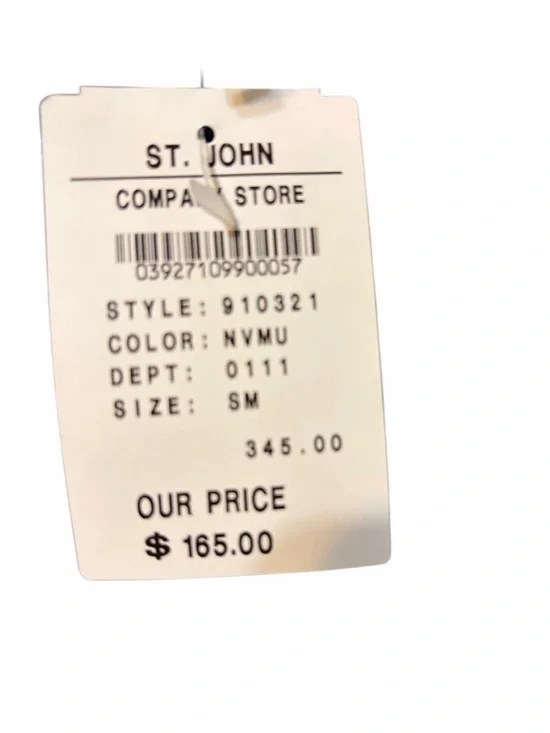 ST. JOHN
COMPANY STORE
03927109900057
STYLE: 910321
COLOR: NVMU
DEPT: 0111
SIZE: SM
345.00
OUR PRICE
$ 165.00